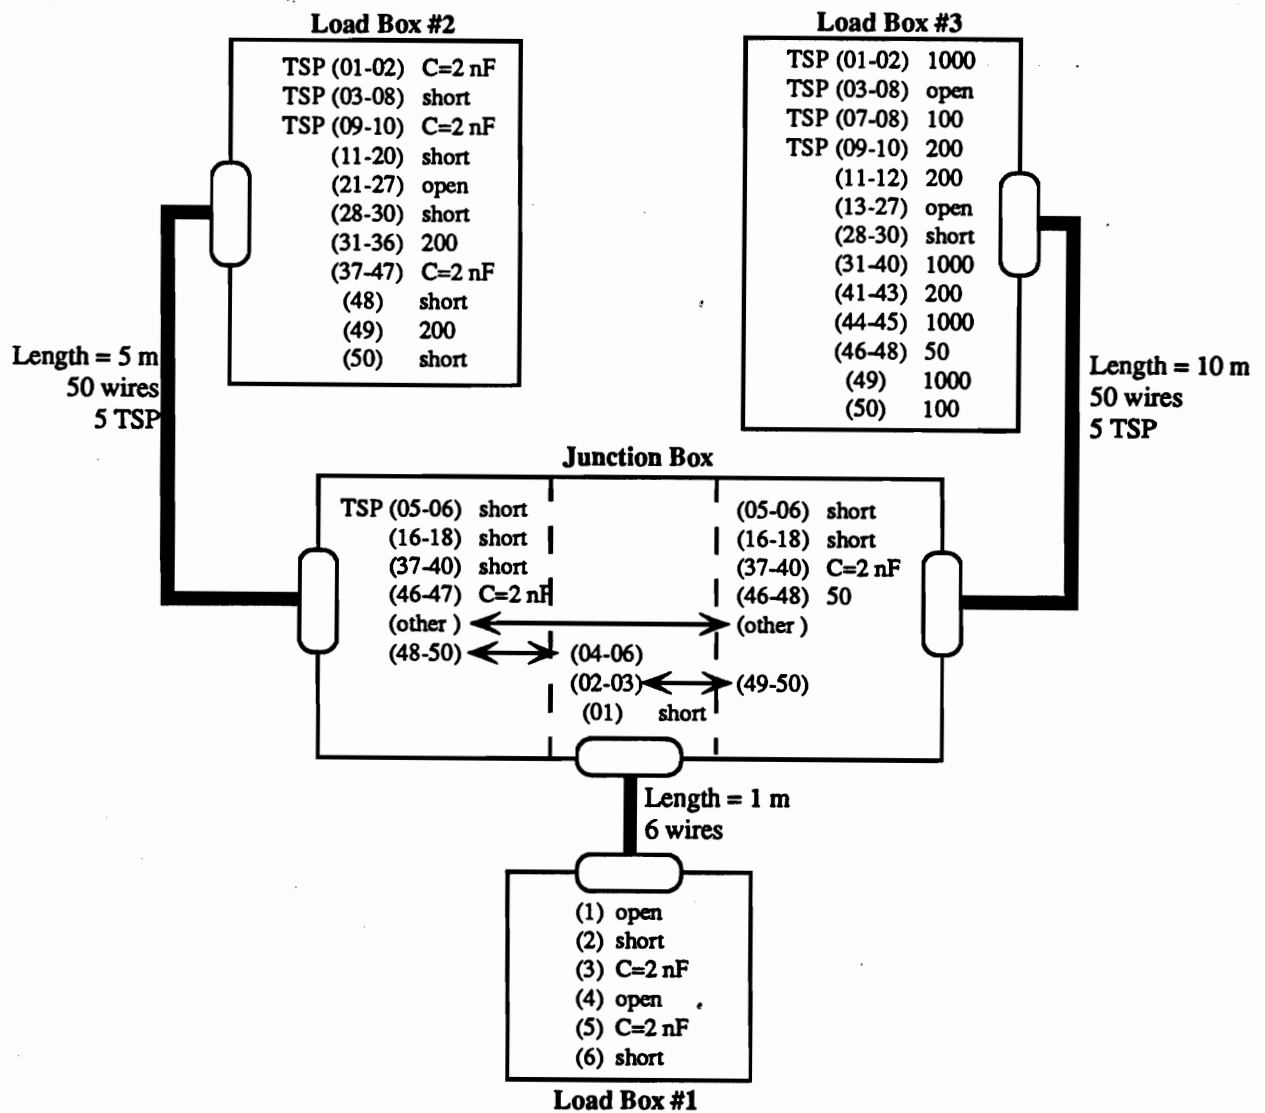 Load Box #2
TSP (01-02) C=2 nF
TSP (03-08) short
TSP (09-10) C=2 nF
(11-20) short
(21-27) open
(28-30) short
(31-36) 200
(37-47) C=2 nF
(48) short
(49) 200
(50) short
Load Box #3
TSP (01-02) 1000
TSP (03-08) open
TSP (07-08) 100
TSP (09-10) 200
(11-12) 200
(13-27) open
(28-30) short
(31-40) 1000
(41-43) 200
(44-45) 1000
(46-48) 50
(49) 1000
(50) 100
Length = 5 m
50 wires
5 TSP
Length = 10 m
50 wires
5 TSP
Junction Box
TSP (05-06) short
(16-18) short
(37-40) short
(46-47) C=2 nF
(other )
(48-50)
(04-06)
(02-03)
(01) short
(05-06) short
(16-18) short
(37-40) C=2 nF
(46-48) 50
(other )
(49-50)
Length = 1 m
6 wires
(1) open
(2) short
(3) C=2 nF
(4) open
(5) C=2 nF
(6) short
Load Box #1